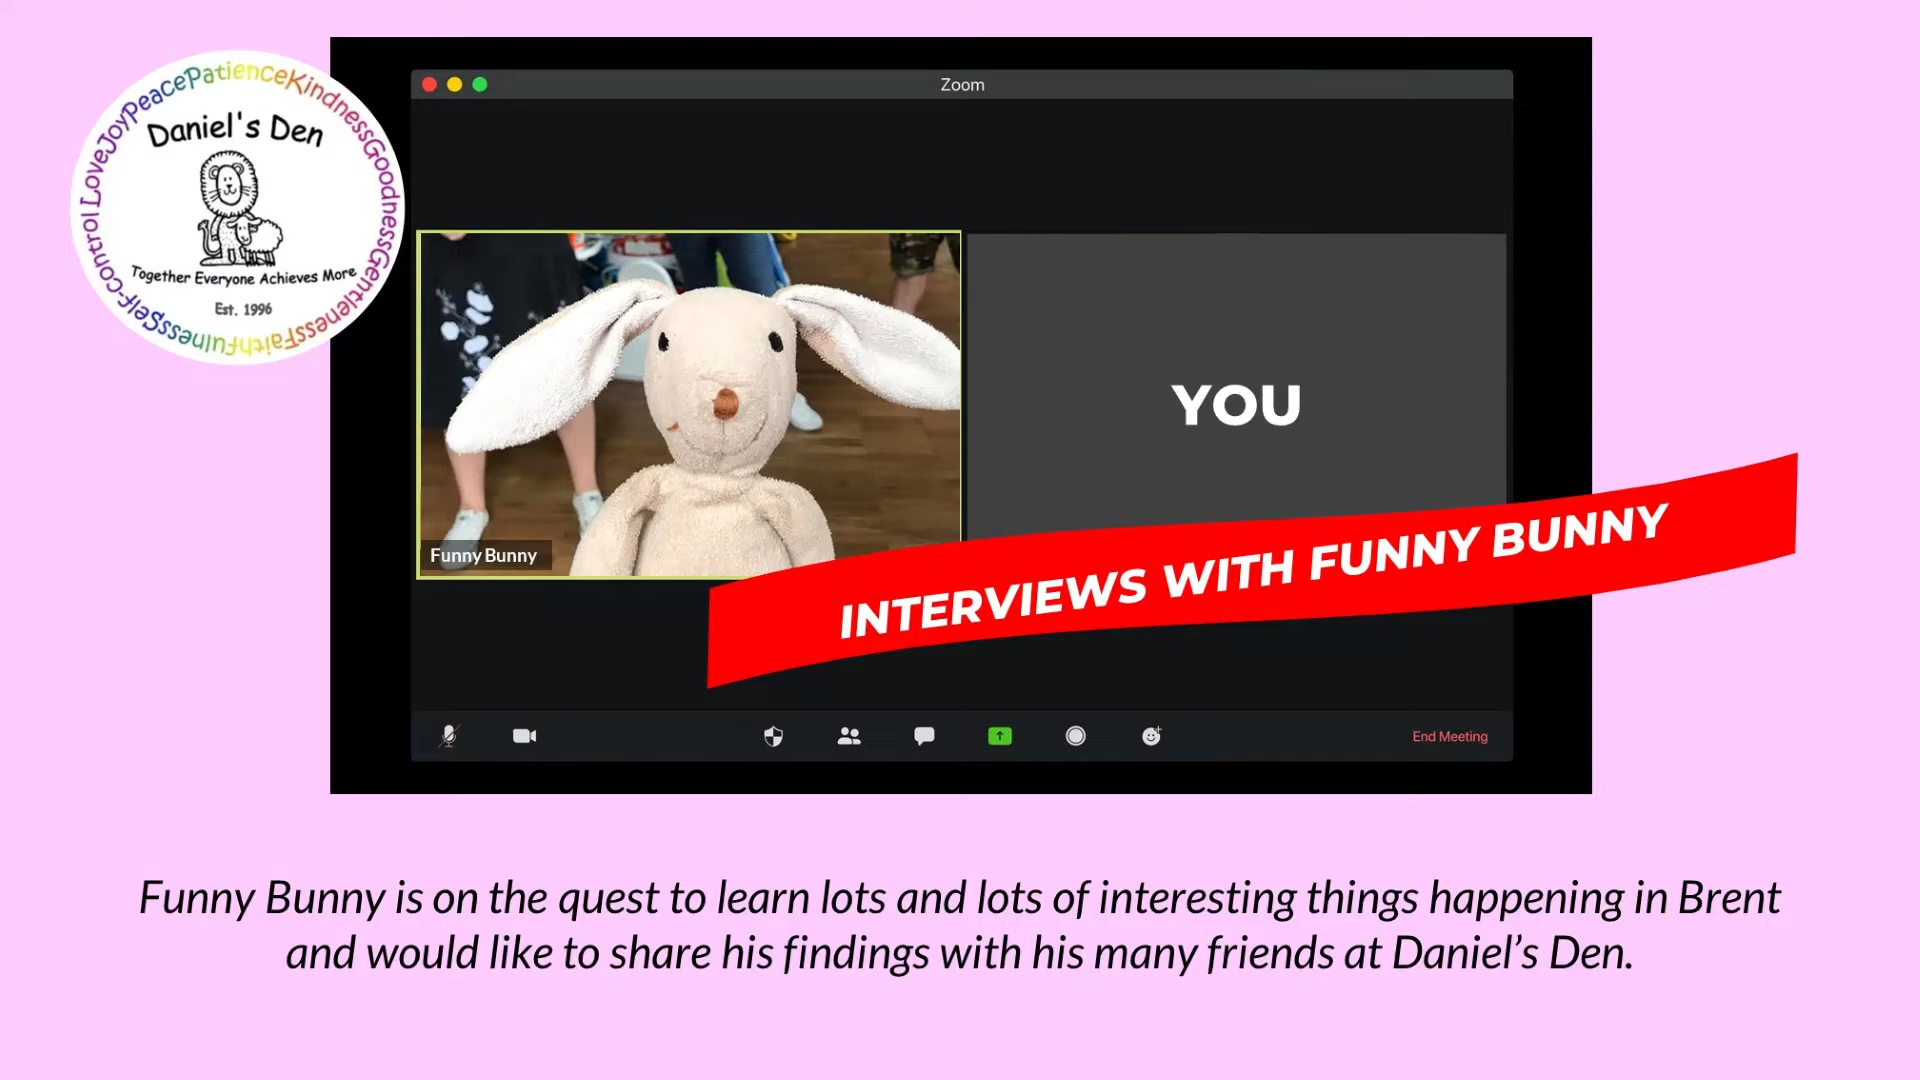 LoveJoyPeacePatienceKindnessGoodnessGentlenessFaithfulnessSelf-control
Daniel's Den
Together Everyone Achieves More
Est. 1996
Zoom
Funny Bunny
YOU
INTERVIEWS WITH FUNNY BUNNY
End Meeting
Funny Bunny is on the quest to learn lots and lots of interesting things happening in Brent
and would like to share his findings with his many friends at Daniel’s Den.